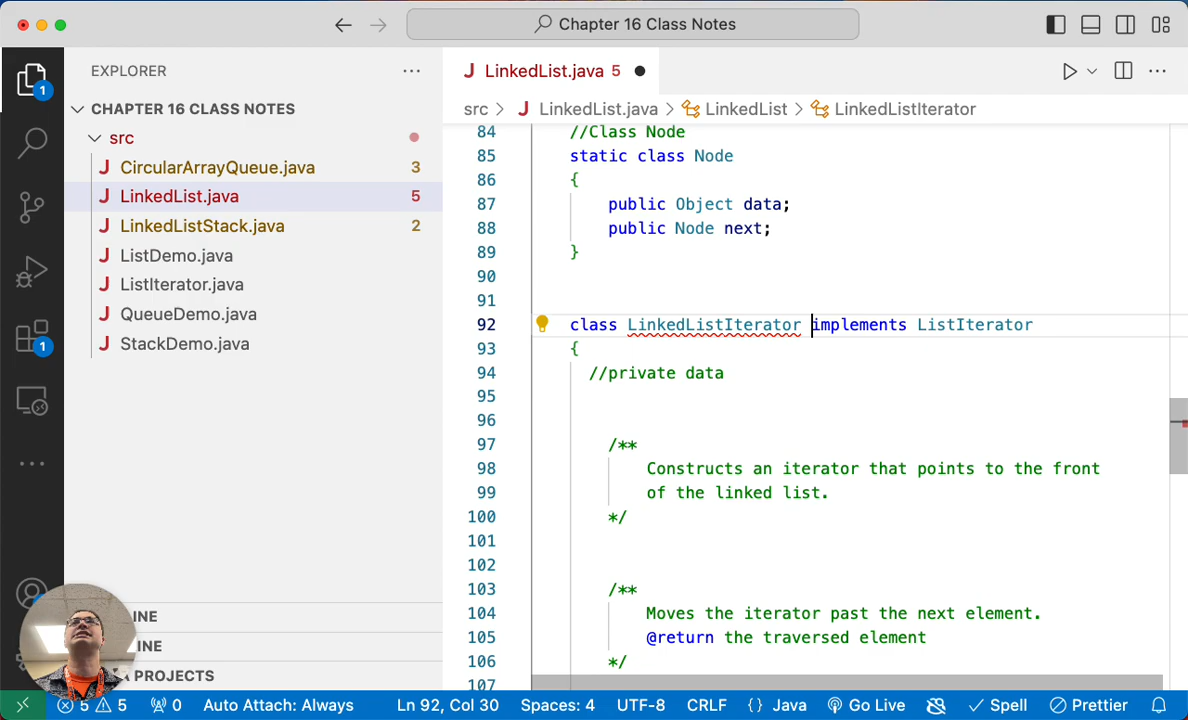 Chapter 16 Class Notes
EXPLORER
LinkedList.java 5
CHAPTER 16 CLASS NOTES
src > LinkedList.java > LinkedList > LinkedListIterator
src
CircularArrayQueue.java 3
LinkedList.java 5
LinkedListStack.java 2
ListDemo.java
ListIterator.java
QueueDemo.java
StackDemo.java
84 //Class Node
85 static class Node
86 {
87 public Object data;
88 public Node next;
89 }
90
91
92 class LinkedListIterator implements ListIterator
93 {
94 //private data
95
96
97 /**
98 Constructs an iterator that points to the front
99 of the linked list.
100 */
101
102
103 /**
104 Moves the iterator past the next element.
105 @return the traversed element
106 */
107
1
1
INE
INE
PROJECTS
5 5 0 Auto Attach: Always Ln 92, Col 30 Spaces: 4 UTF-8 CRLF {} Java Go Live Spell Prettier